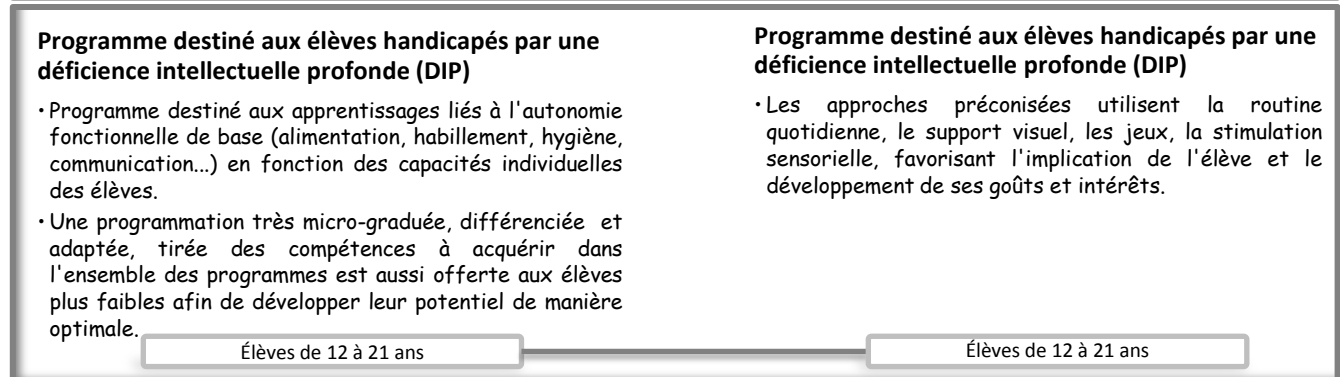 Programme destiné aux élèves handicapés par une
déficience intellectuelle profonde (DIP)
• Programme destiné aux apprentissages liés à l'autonomie
fonctionnelle de base (alimentation, habillement, hygiène,
communication...) en fonction des capacités individuelles
des élèves.
• Une programmation très micro-graduée, différenciée et
adaptée, tirée des compétences à acquérir dans
l'ensemble des programmes est aussi offerte aux élèves
plus faibles afin de développer leur potentiel de manière
optimale.
Élèves de 12 à 21 ans
Programme destiné aux élèves handicapés par une
déficience intellectuelle profonde (DIP)
• Les approches préconisées utilisent la routine
quotidienne, le support visuel, les jeux, la stimulation
sensorielle, favorisant l'implication de l'élève et le
développement de ses goûts et intérêts.
Élèves de 12 à 21 ans